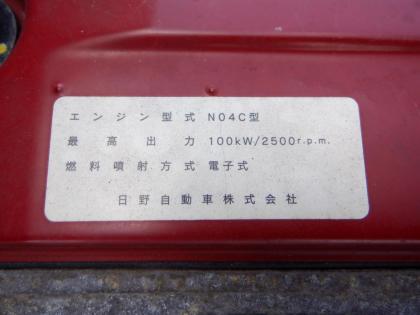 エンジン型式 N04C型
最高出力 100kW/2500r.p.m.
燃料噴射方式 電子式
日野自動車株式会社